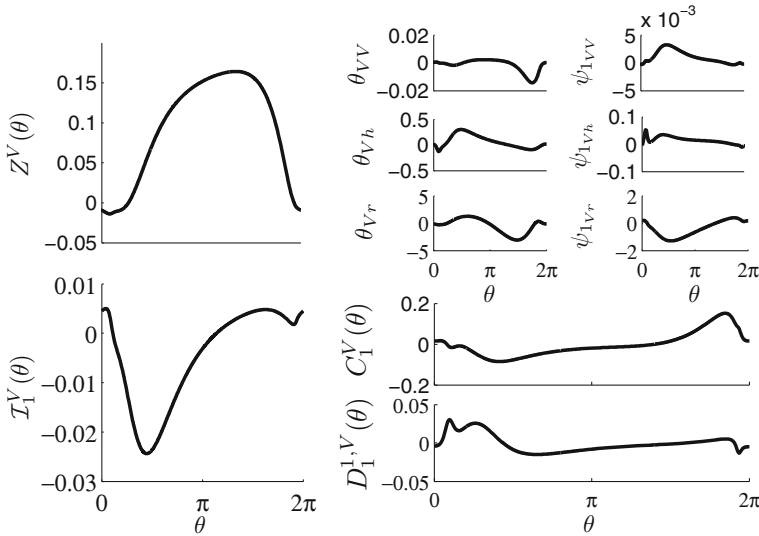 Z^V(θ)
0.15
0.10
0.05
0
−0.05
I_1^V(θ)
0.01
0
−0.01
−0.02
−0.03
0
π
2π
θ
θ_VV
0.02
0
−0.02
θ_Vh
0.5
0
−0.5
θ_Vr
5
0
−5
0
π
2π
θ
x 10^−3
ψ_1VV
5
0
−5
ψ_1Vh
0.1
0
−0.1
ψ_1Vr
2
0
−2
0
π
2π
θ
C_1^V(θ)
0.2
0
−0.2
D_1^{1,V}(θ)
0.05
0
−0.05
0
π
2π
θ